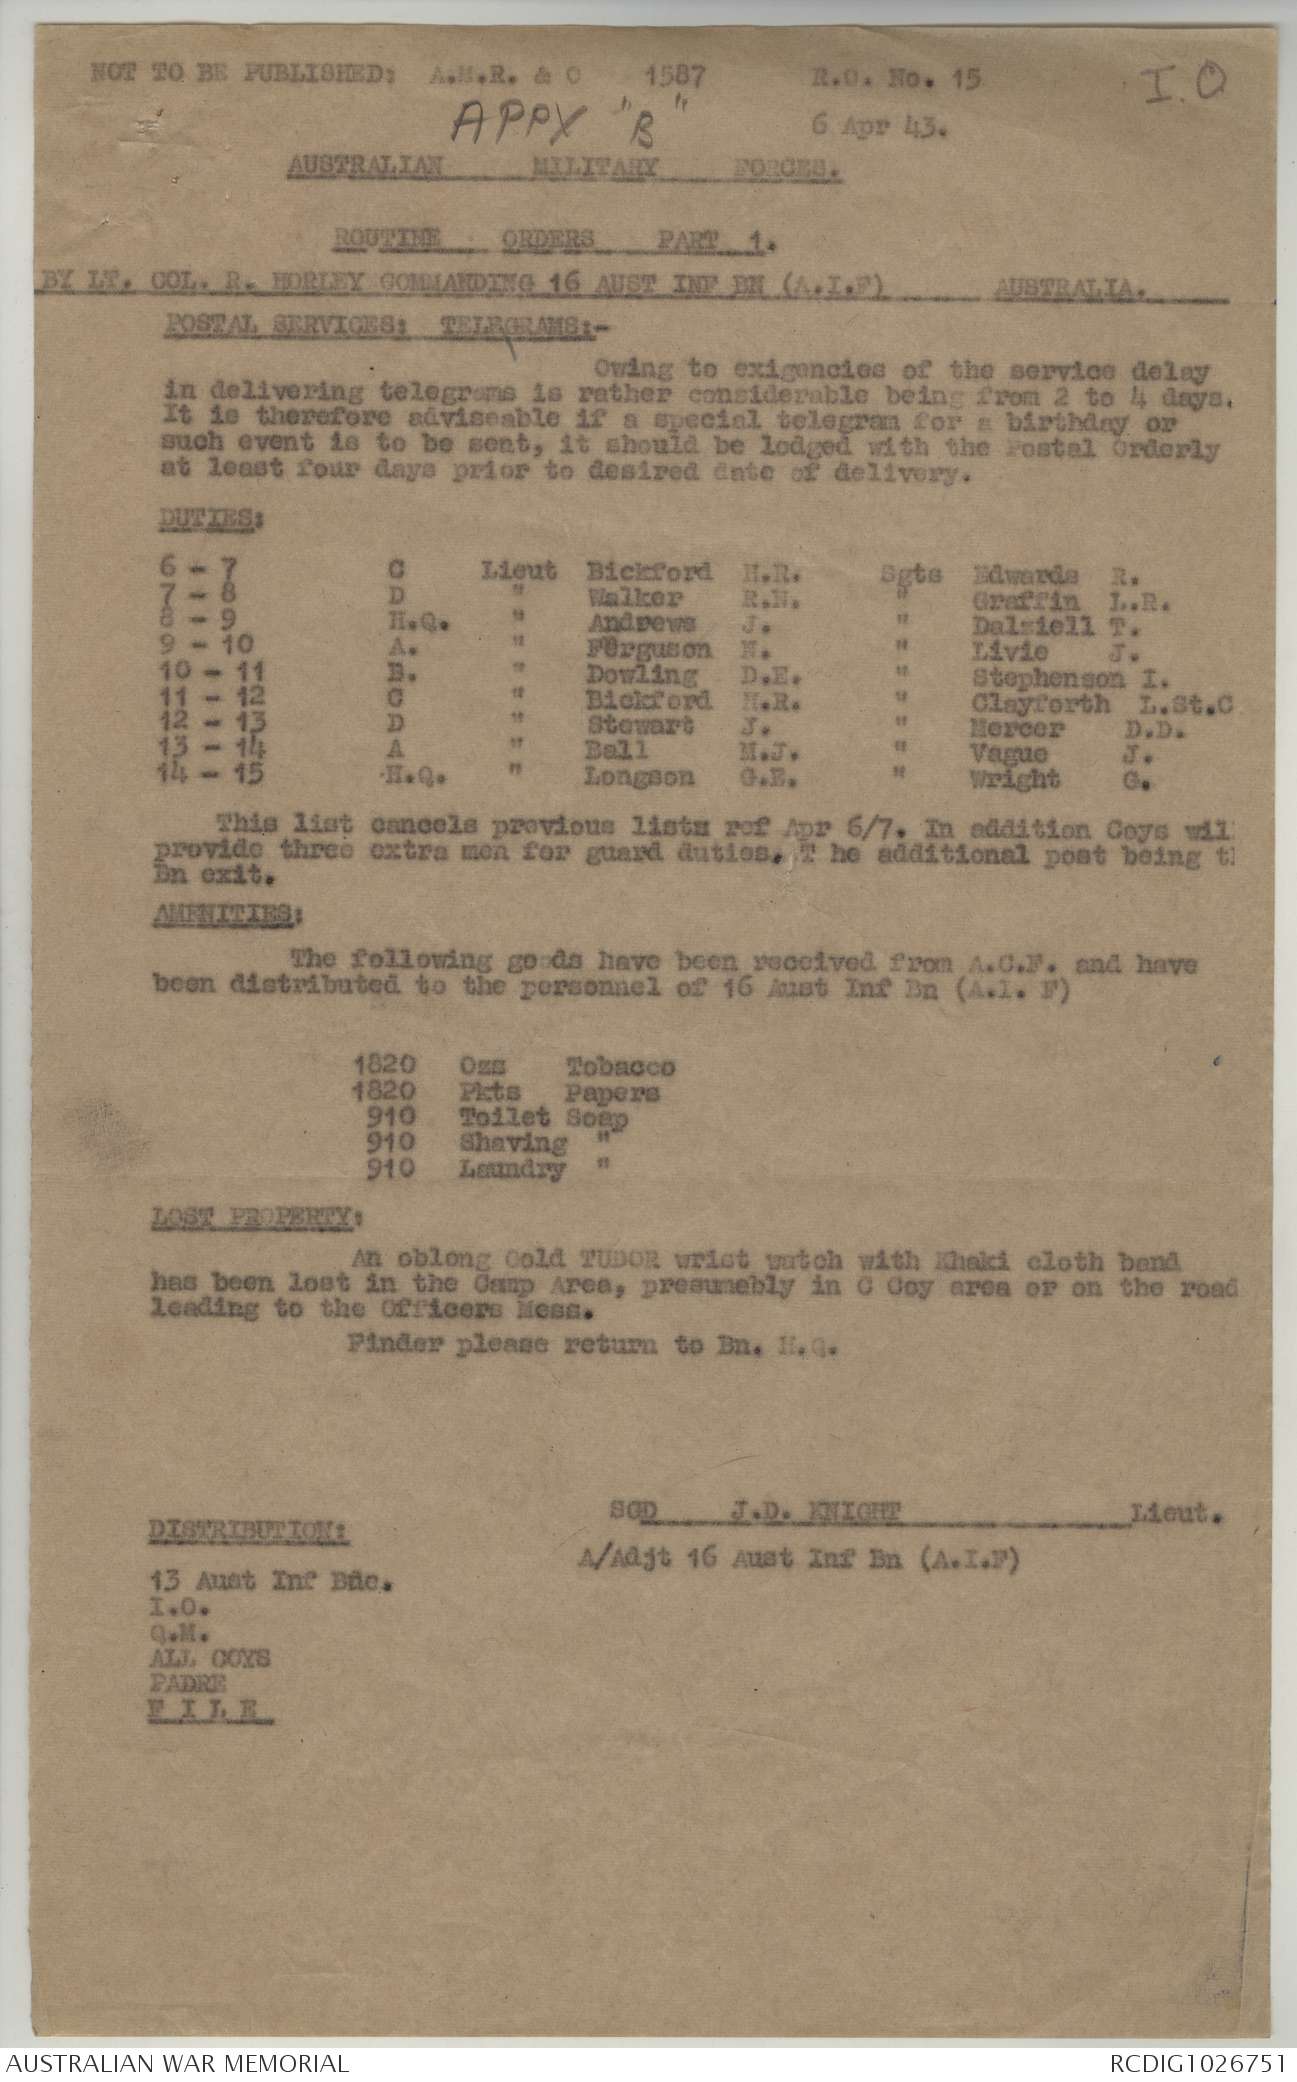 NOT TO BE PUBLISHED: A.M.R. & O 1587 R.O. No. 15 I.O
APPX "B" 6 Apr 43.
AUSTRALIAN MILITARY FORCES.
ROUTINE ORDERS PART 1.
BY LT. COL. R. HORLEY COMMANDING 16 AUST INF BN (A.I.F) AUSTRALIA.
POSTAL SERVICES: TELEGRAMS:-
Owing to exigencies of the service delay
in delivering telegrams is rather considerable being from 2 to 4 days.
It is therefore adviseable if a special telegram for a birthday or
such event is to be sent, it should be lodged with the Postal Orderly
at least four days prior to desired date of delivery.
DUTIES:
6 - 7 C Lieut Bickford H.R. Sgts Edwards R.
7 - 8 D " Walker R.N. " Graffin L.R.
8 - 9 H.Q. " Andrews J. " Dalziell T.
9 - 10 A. " Ferguson N. " Livie J.
10 - 11 B. " Dowling D.E. " Stephenson I.
11 - 12 C " Bickford H.R. " Clayforth L.St.C
12 - 13 D " Stewart J. " Mercer D.D.
13 - 14 A " Ball M.J. " Vague J.
14 - 15 H.Q. " Longson G.E. " Wright G.
This list cancels previous lists ref Apr 6/7. In addition Coys wil
provide three extra men for guard duties. T he additional post being th
Bn exit.
AMENITIES:
The following goods have been received from A.C.F. and have
been distributed to the personnel of 16 Aust Inf Bn (A.I. F)
1820 Ozs Tobacco
1820 Pkts Papers
910 Toilet Soap
910 Shaving "
910 Laundry "
LOST PROPERTY:
An oblong Gold TUDOR wrist watch with Khaki cloth band
has been lost in the Camp Area, presumably in C Coy area or on the road
leading to the Officers Mess.
Finder please return to Bn. H.Q.
SGD J.D. KNIGHT Lieut.
A/Adjt 16 Aust Inf Bn (A.I.F)
DISTRIBUTION:
13 Aust Inf Bde.
I.O.
Q.M.
ALL COYS
PADRE
F I L E
AUSTRALIAN WAR MEMORIAL RCDIG1026751